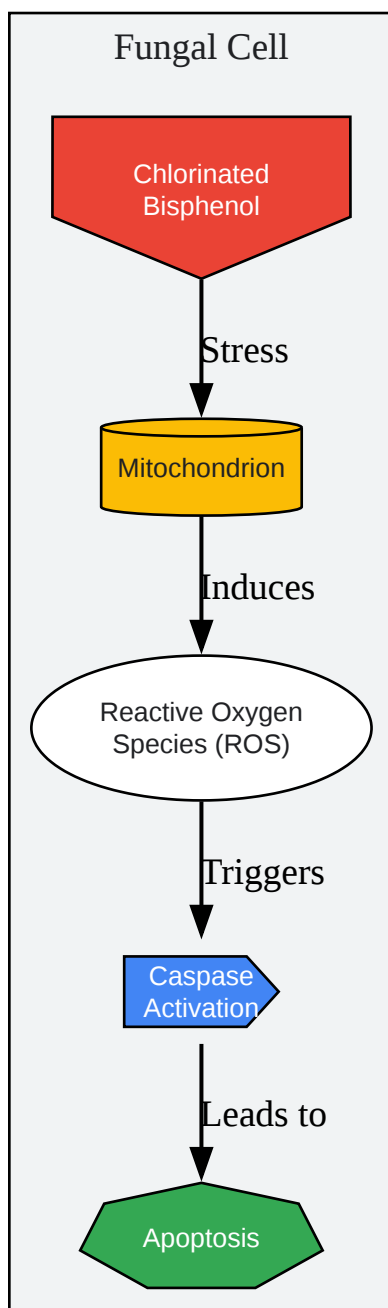 Fungal Cell
Chlorinated
Bisphenol
Stress
Mitochondrion
Induces
Reactive Oxygen
Species (ROS)
Triggers
Caspase
Activation
Leads to
Apoptosis